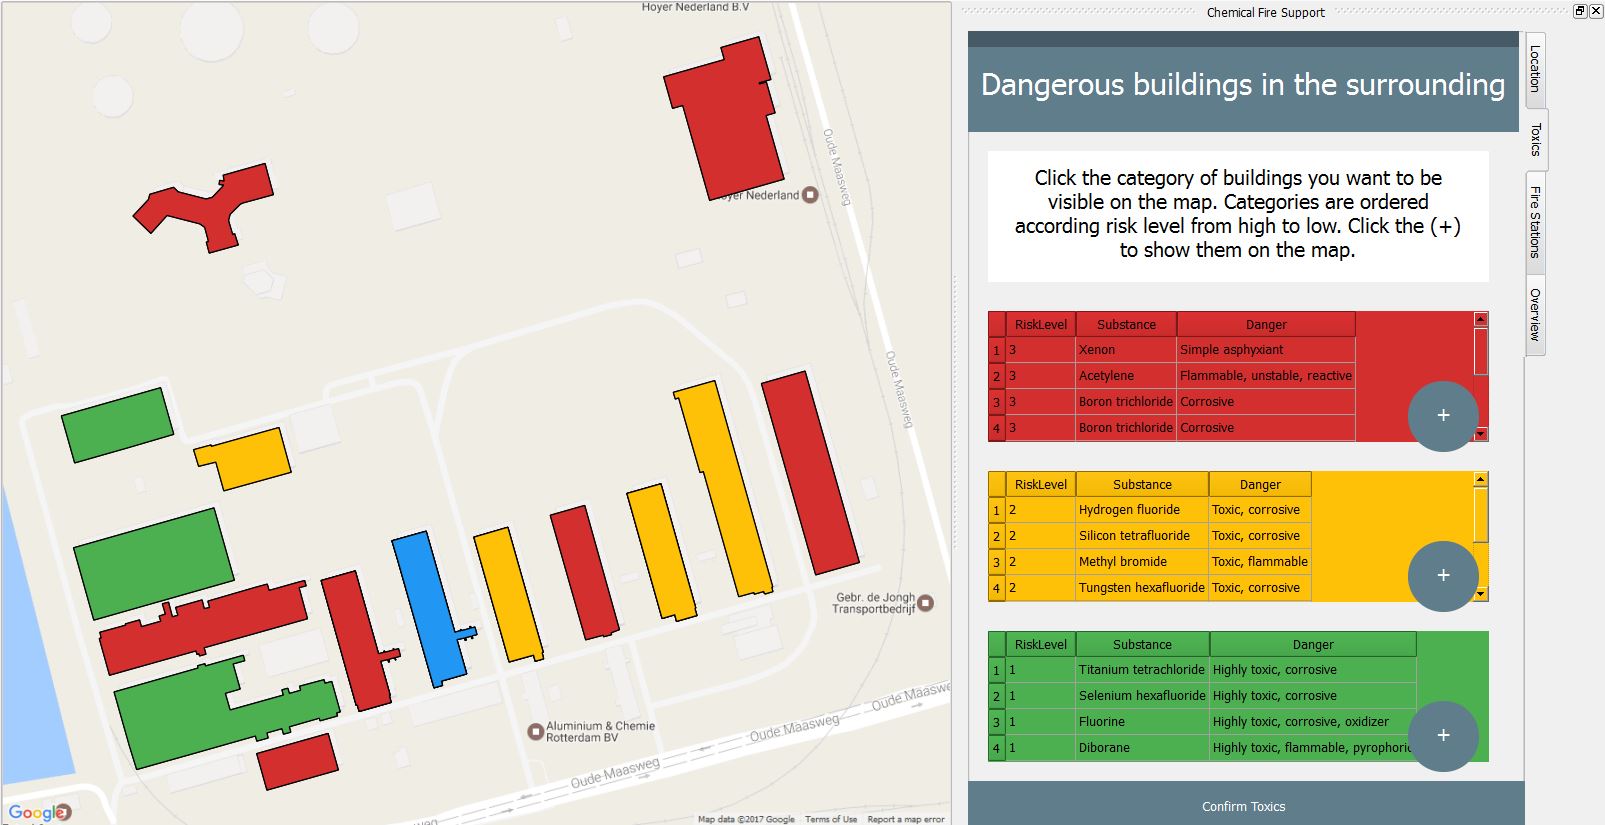 Hoyer Nederland B.V
Oude Maasweg
oyer Nederland
Oude Maasweg
Gebr. de Jongh
Transportbedrijf
Aluminium & Chemie
Rotterdam BV
Oude Maasweg
Oude Maasweg
Oude Maaswe
weg
Google
Map data ©2017 Google Terms of Use Report a map error
Chemical Fire Support
Dangerous buildings in the surrounding
Click the category of buildings you want to be
visible on the map. Categories are ordered
according risk level from high to low. Click the (+)
to show them on the map.
RiskLevel Substance Danger
1 3 Xenon Simple asphyxiant
2 3 Acetylene Flammable, unstable, reactive
3 3 Boron trichloride Corrosive
4 3 Boron trichloride Corrosive
+
RiskLevel Substance Danger
1 2 Hydrogen fluoride Toxic, corrosive
2 2 Silicon tetrafluoride Toxic, corrosive
3 2 Methyl bromide Toxic, flammable
4 2 Tungsten hexafluoride Toxic, corrosive
+
RiskLevel Substance Danger
1 1 Titanium tetrachloride Highly toxic, corrosive
2 1 Selenium hexafluoride Highly toxic, corrosive
3 1 Fluorine Highly toxic, corrosive, oxidizer
4 1 Diborane Highly toxic, flammable, pyrophoric
+
Confirm Toxics
Location
Toxics
Fire Stations
Overview